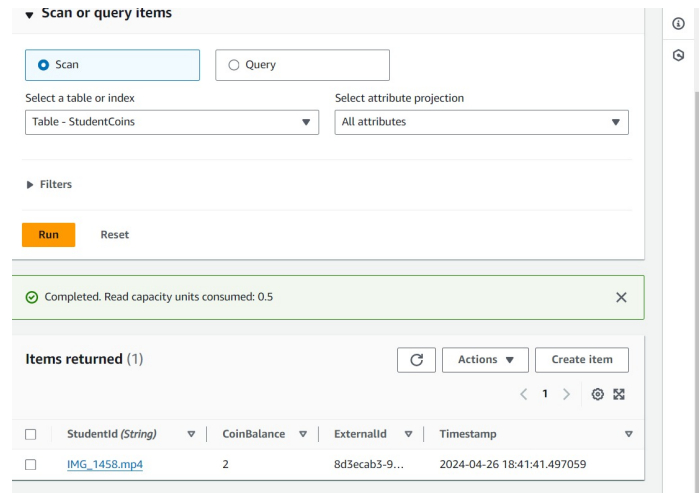 Scan or query items
Scan Query
Select a table or index Select attribute projection
Table - StudentCoins All attributes
Filters
Run Reset
Completed. Read capacity units consumed: 0.5
Items returned (1) Actions Create item
1
StudentId (String) CoinBalance ExternalId Timestamp
IMG_1458.mp4 2 8d3ecab3-9... 2024-04-26 18:41:41.497059